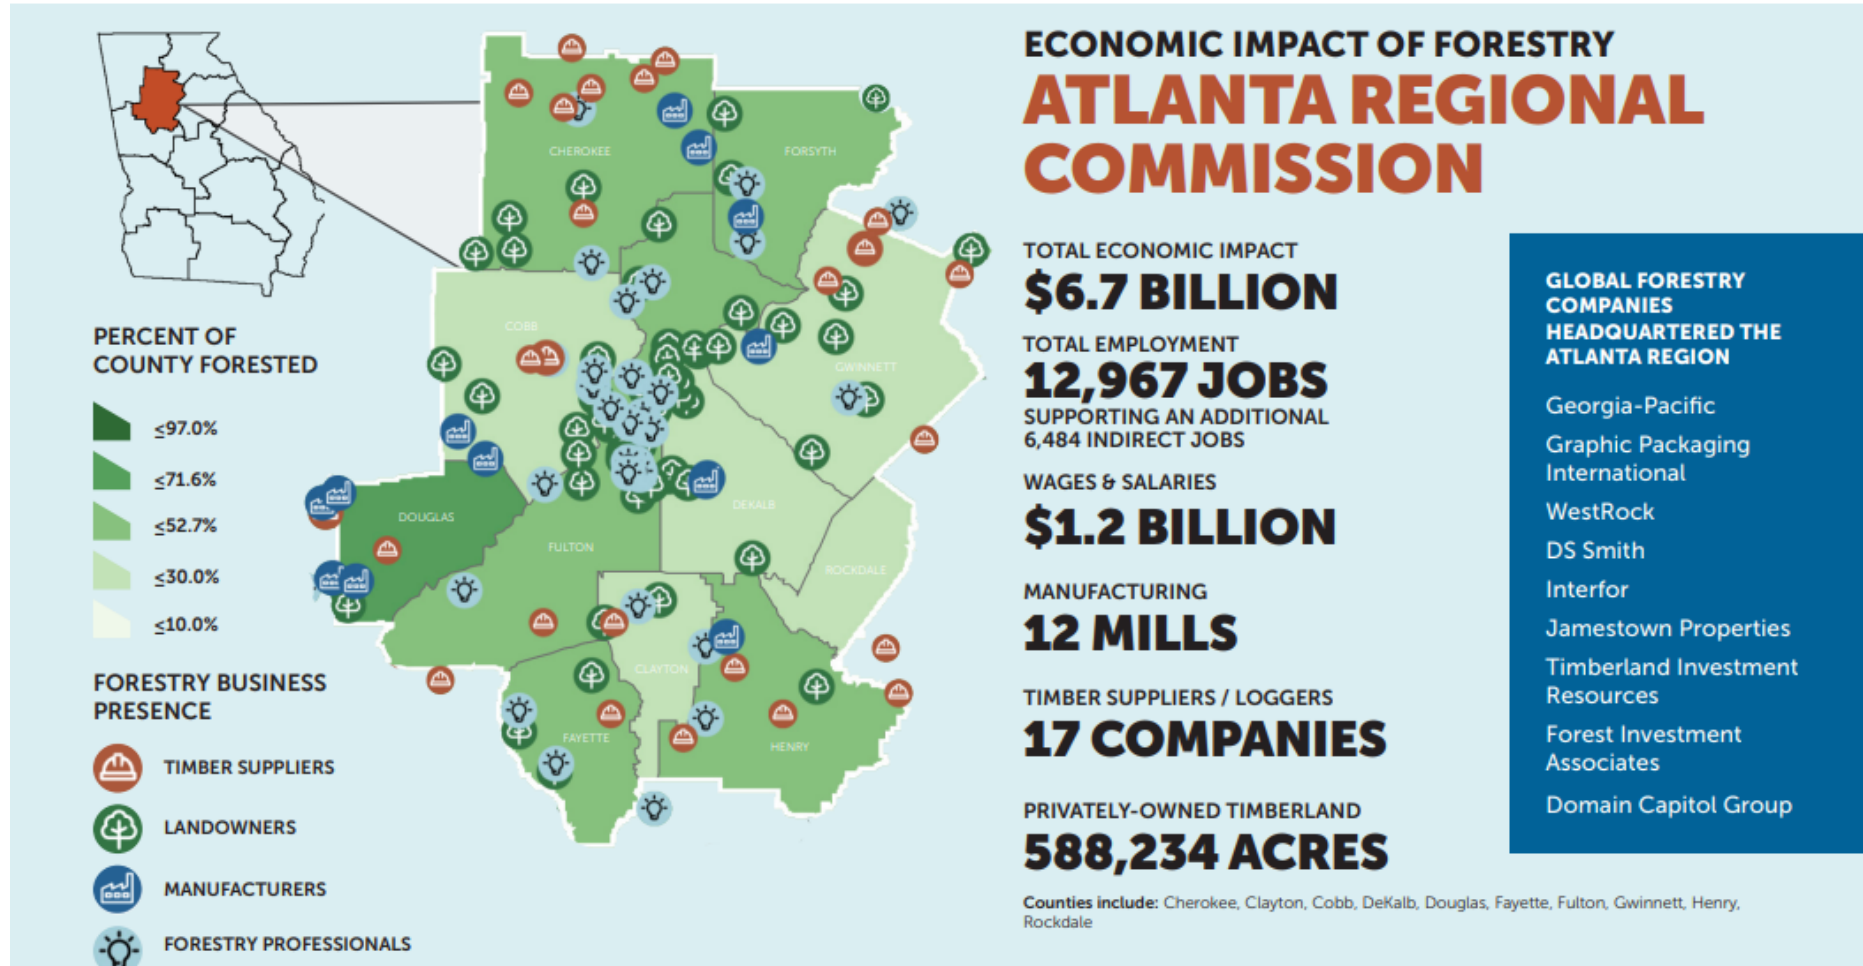 ECONOMIC IMPACT OF FORESTRY
ATLANTA REGIONAL
COMMISSION
TOTAL ECONOMIC IMPACT
$6.7 BILLION
TOTAL EMPLOYMENT
12,967 JOBS
SUPPORTING AN ADDITIONAL
6,484 INDIRECT JOBS
WAGES & SALARIES
$1.2 BILLION
MANUFACTURING
12 MILLS
TIMBER SUPPLIERS / LOGGERS
17 COMPANIES
PRIVATELY-OWNED TIMBERLAND
588,234 ACRES
Counties include: Cherokee, Clayton, Cobb, DeKalb, Douglas, Fayette, Fulton, Gwinnett, Henry,
Rockdale
GLOBAL FORESTRY
COMPANIES
HEADQUARTERED THE
ATLANTA REGION
Georgia-Pacific
Graphic Packaging
International
WestRock
DS Smith
Interfor
Jamestown Properties
Timberland Investment
Resources
Forest Investment
Associates
Domain Capitol Group
PERCENT OF
COUNTY FORESTED
≤97.0%
≤71.6%
≤52.7%
≤30.0%
≤10.0%
FORESTRY BUSINESS
PRESENCE
TIMBER SUPPLIERS
LANDOWNERS
MANUFACTURERS
FORESTRY PROFESSIONALS
CHEROKEE
FORSYTH
COBB
GWINNETT
DOUGLAS
DEKALB
FULTON
ROCKDALE
CLAYTON
FAYETTE
HENRY